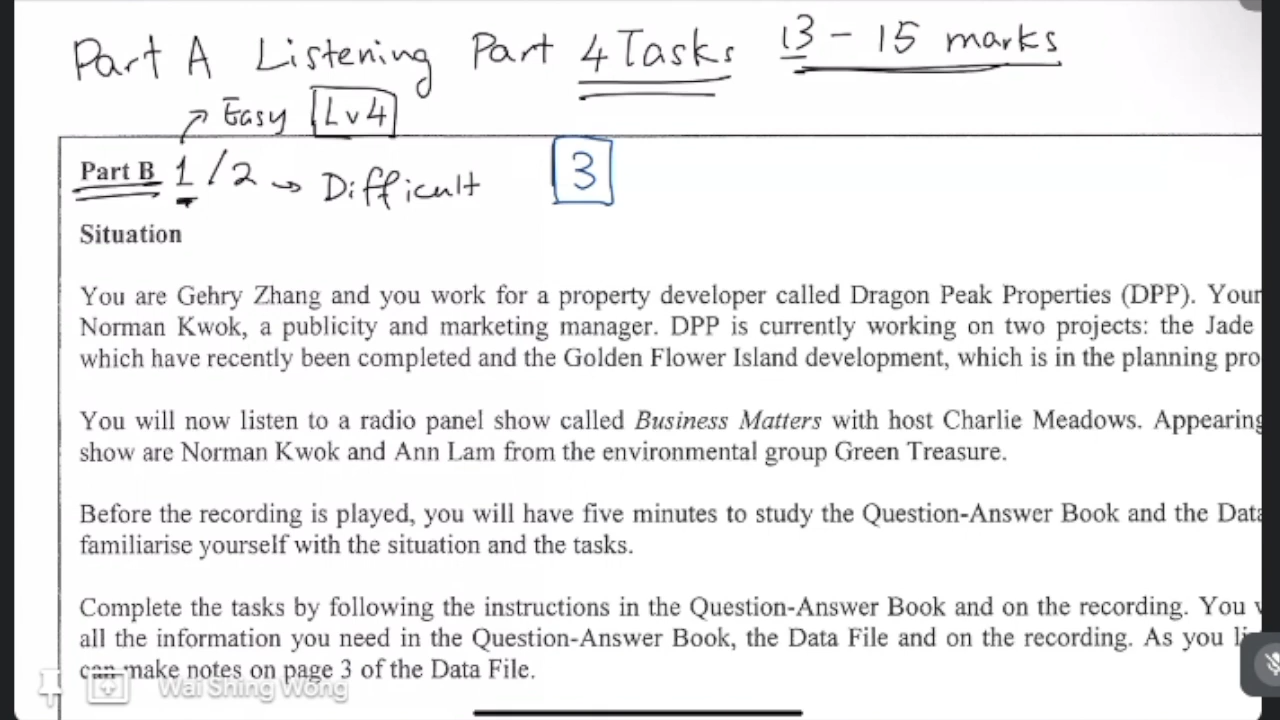 Part A Listening Part 4 Tasks 13 - 15 marks
→ Easy Lv4
Part B 1/2 → Difficult 3
Situation
You are Gehry Zhang and you work for a property developer called Dragon Peak Properties (DPP). Your
Norman Kwok, a publicity and marketing manager. DPP is currently working on two projects: the Jade
which have recently been completed and the Golden Flower Island development, which is in the planning pro
You will now listen to a radio panel show called Business Matters with host Charlie Meadows. Appearing
show are Norman Kwok and Ann Lam from the environmental group Green Treasure.
Before the recording is played, you will have five minutes to study the Question-Answer Book and the Data
familiarise yourself with the situation and the tasks.
Complete the tasks by following the instructions in the Question-Answer Book and on the recording. You
all the information you need in the Question-Answer Book, the Data File and on the recording. As you li
can make notes on page 3 of the Data File.
Wai Shing Wong